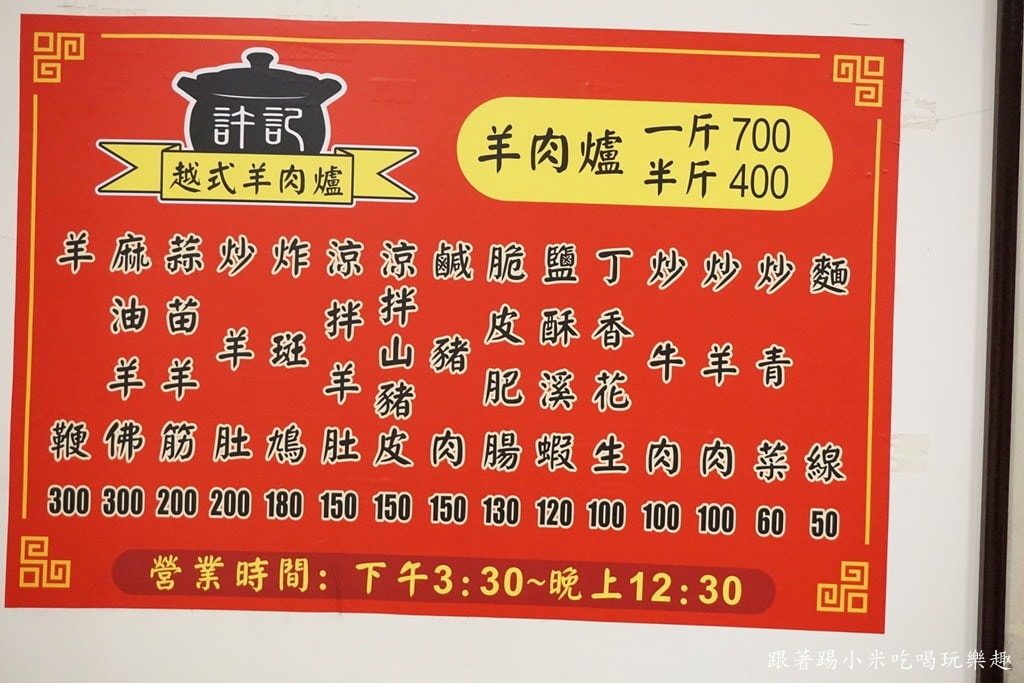 許記
越式羊肉爐
羊肉爐
一斤 700
半斤 400
羊鞭 300
麻油羊佛 300
蒜苗羊筋 200
炒羊肚 200
炸斑鳩 180
涼拌羊肚 150
涼拌山豬皮 150
鹹豬肉 150
脆皮肥腸 130
鹽酥溪蝦 120
丁香花生 100
炒牛肉 100
炒羊肉 100
炒青菜 60
麵線 50
營業時間: 下午3:30~晚上12:30
跟著踢小米吃喝玩樂趣